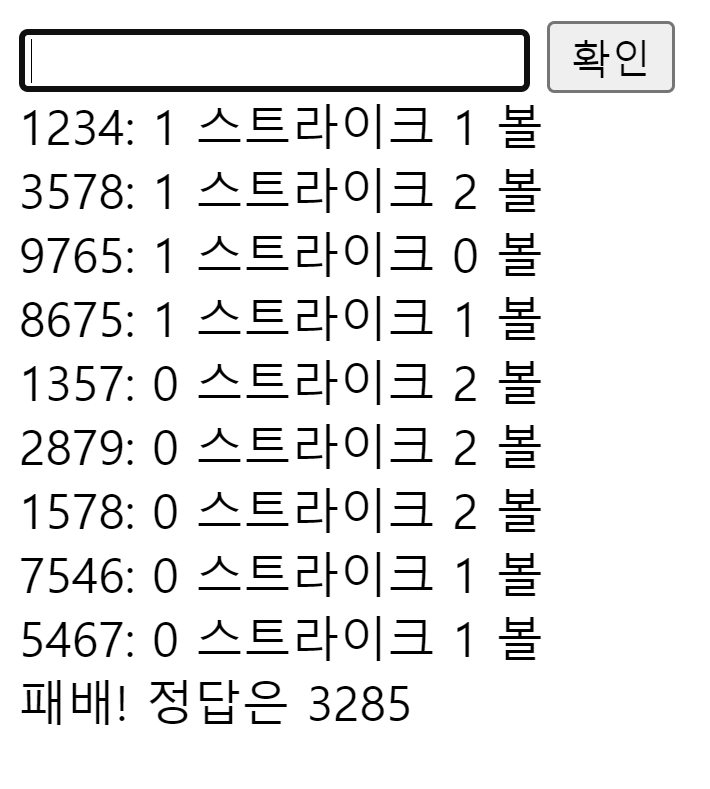 확인
1234: 1 스트라이크 1 볼
3578: 1 스트라이크 2 볼
9765: 1 스트라이크 0 볼
8675: 1 스트라이크 1 볼
1357: 0 스트라이크 2 볼
2879: 0 스트라이크 2 볼
1578: 0 스트라이크 2 볼
7546: 0 스트라이크 1 볼
5467: 0 스트라이크 1 볼
패배! 정답은 3285